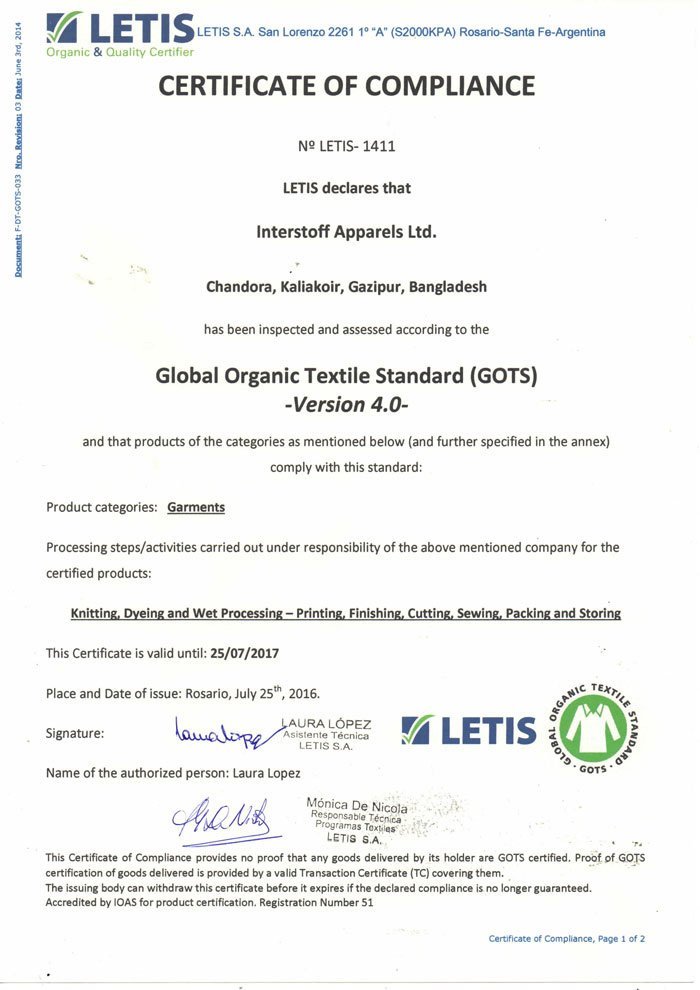 LETIS
Organic & Quality Certifier
LETIS S.A. San Lorenzo 2261 1º "A" (S2000KPA) Rosario-Santa Fe-Argentina
Document: F-DT-GOTS-033 Nro. Revision: 03 Date: June 3rd, 2014
CERTIFICATE OF COMPLIANCE
Nº LETIS- 1411
LETIS declares that
Interstoff Apparels Ltd.
Chandora, Kaliakoir, Gazipur, Bangladesh
has been inspected and assessed according to the
Global Organic Textile Standard (GOTS)
-Version 4.0-
and that products of the categories as mentioned below (and further specified in the annex)
comply with this standard:
Product categories: Garments
Processing steps/activities carried out under responsibility of the above mentioned company for the
certified products:
Knitting, Dyeing and Wet Processing – Printing, Finishing, Cutting, Sewing, Packing and Storing
This Certificate is valid until: 25/07/2017
Place and Date of issue: Rosario, July 25th, 2016.
Signature:
Laura Lopez
LAURA LÓPEZ
Asistente Técnica
LETIS S.A.
LETIS
GLOBAL ORGANIC TEXTILE STANDARD
· GOTS ·
Name of the authorized person: Laura Lopez
Mónica De Nicola
Responsable Técnica
Programas Textiles
LETIS S.A.
This Certificate of Compliance provides no proof that any goods delivered by its holder are GOTS certified. Proof of GOTS
certification of goods delivered is provided by a valid Transaction Certificate (TC) covering them.
The issuing body can withdraw this certificate before it expires if the declared compliance is no longer guaranteed.
Accredited by IOAS for product certification. Registration Number 51
Certificate of Compliance, Page 1 of 2